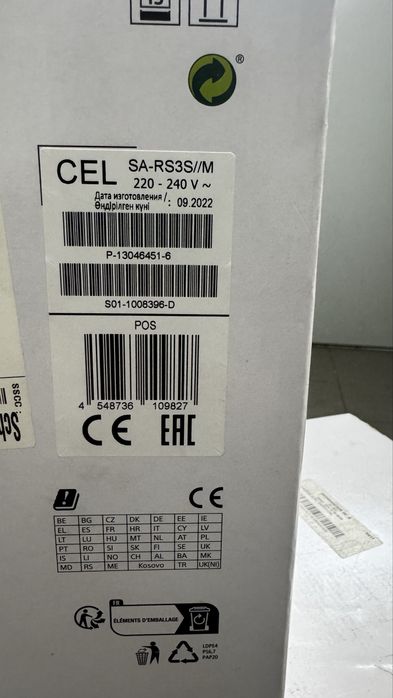 ®
CEL SA-RS3S//M
220 - 240 V ~
Дата изготовления /
Өндірілген күні : 09.2022
P-13046451-6
S01-1008396-D
POS
4 548736 109827
CE EAC
SSCC
CE
BE BG CZ DK DE EE IE
EL ES FR HR IT CY LV
LT LU HU MT NL AT PL
PT RO SI SK FI SE UK
IS LI NO CH AL BA MK
MD RS ME Kosovo TR UK(NI)
FR
ÉLÉMENTS D'EMBALLAGE
LDPE4
PS6,7
PAP20